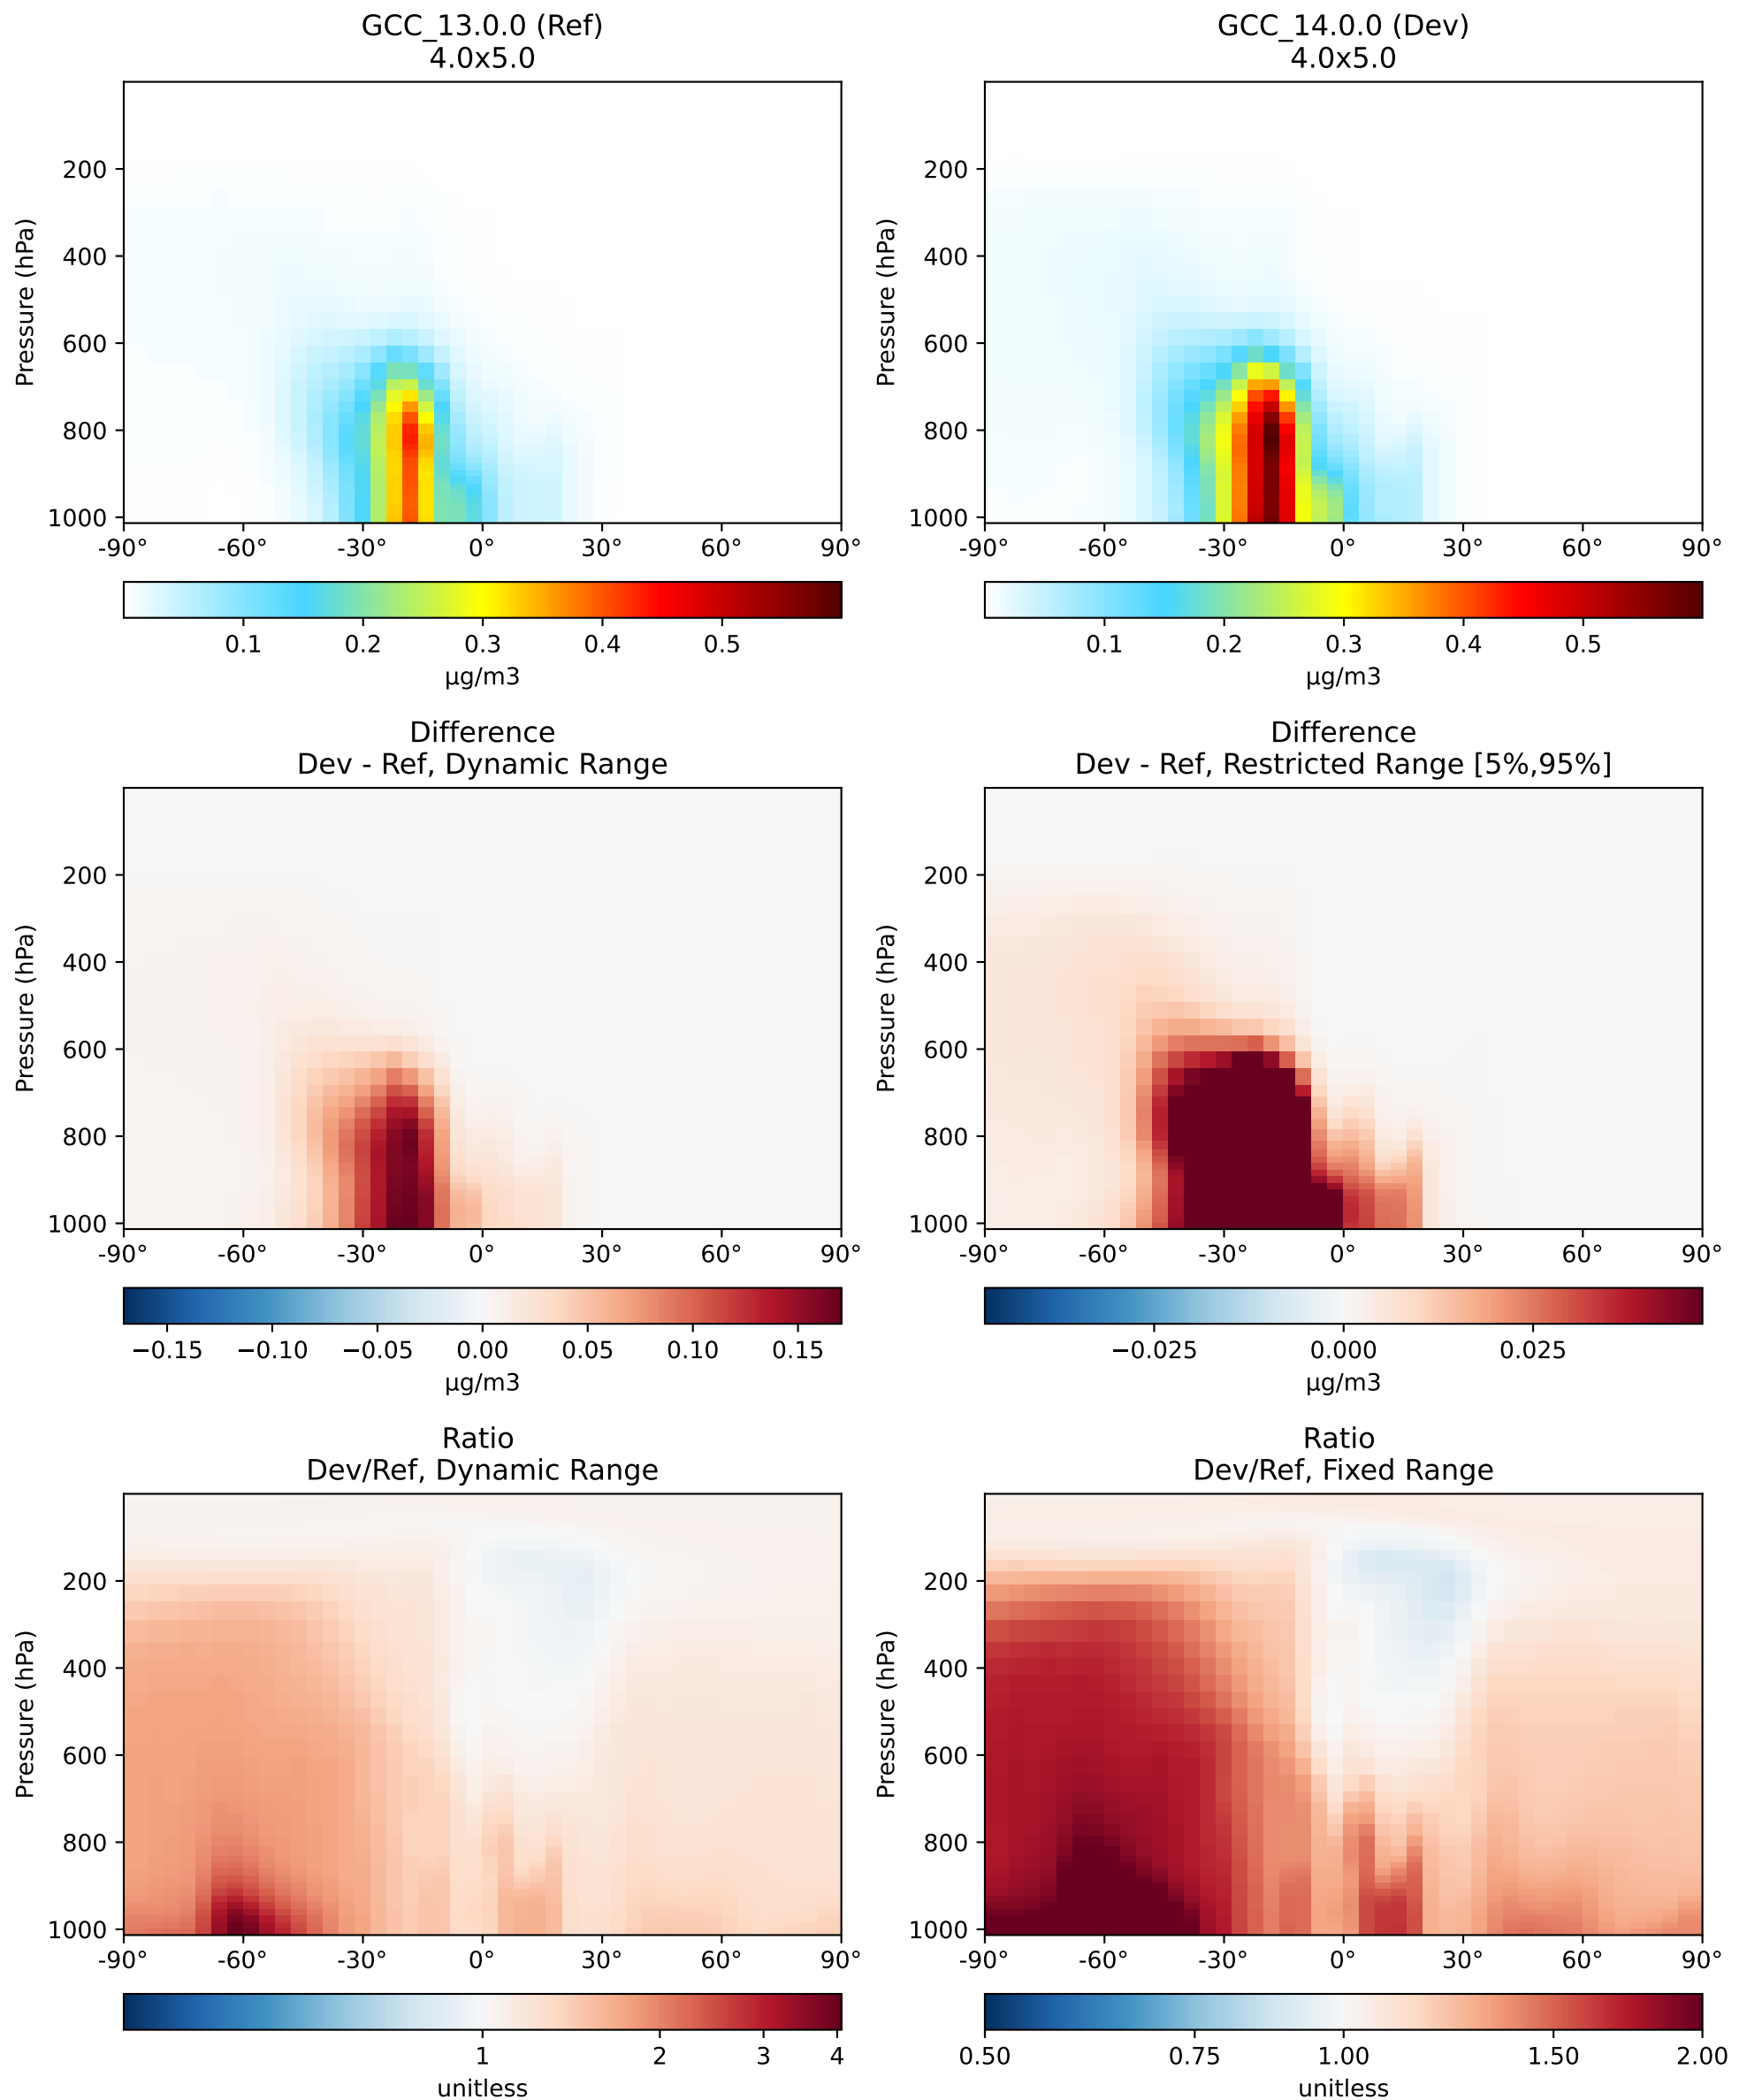 GCC_13.0.0 (Ref)
4.0x5.0
Pressure (hPa)
200
400
600
800
1000
-90° -60° -30° 0° 30° 60° 90°
0.1 0.2 0.3 0.4 0.5
µg/m3
GCC_14.0.0 (Dev)
4.0x5.0
Pressure (hPa)
200
400
600
800
1000
-90° -60° -30° 0° 30° 60° 90°
0.1 0.2 0.3 0.4 0.5
µg/m3
Difference
Dev - Ref, Dynamic Range
Pressure (hPa)
200
400
600
800
1000
-90° -60° -30° 0° 30° 60° 90°
−0.15 −0.10 −0.05 0.00 0.05 0.10 0.15
µg/m3
Difference
Dev - Ref, Restricted Range [5%,95%]
Pressure (hPa)
200
400
600
800
1000
-90° -60° -30° 0° 30° 60° 90°
−0.025 0.000 0.025
µg/m3
Ratio
Dev/Ref, Dynamic Range
Pressure (hPa)
200
400
600
800
1000
-90° -60° -30° 0° 30° 60° 90°
1 2 3 4
unitless
Ratio
Dev/Ref, Fixed Range
Pressure (hPa)
200
400
600
800
1000
-90° -60° -30° 0° 30° 60° 90°
0.50 0.75 1.00 1.50 2.00
unitless